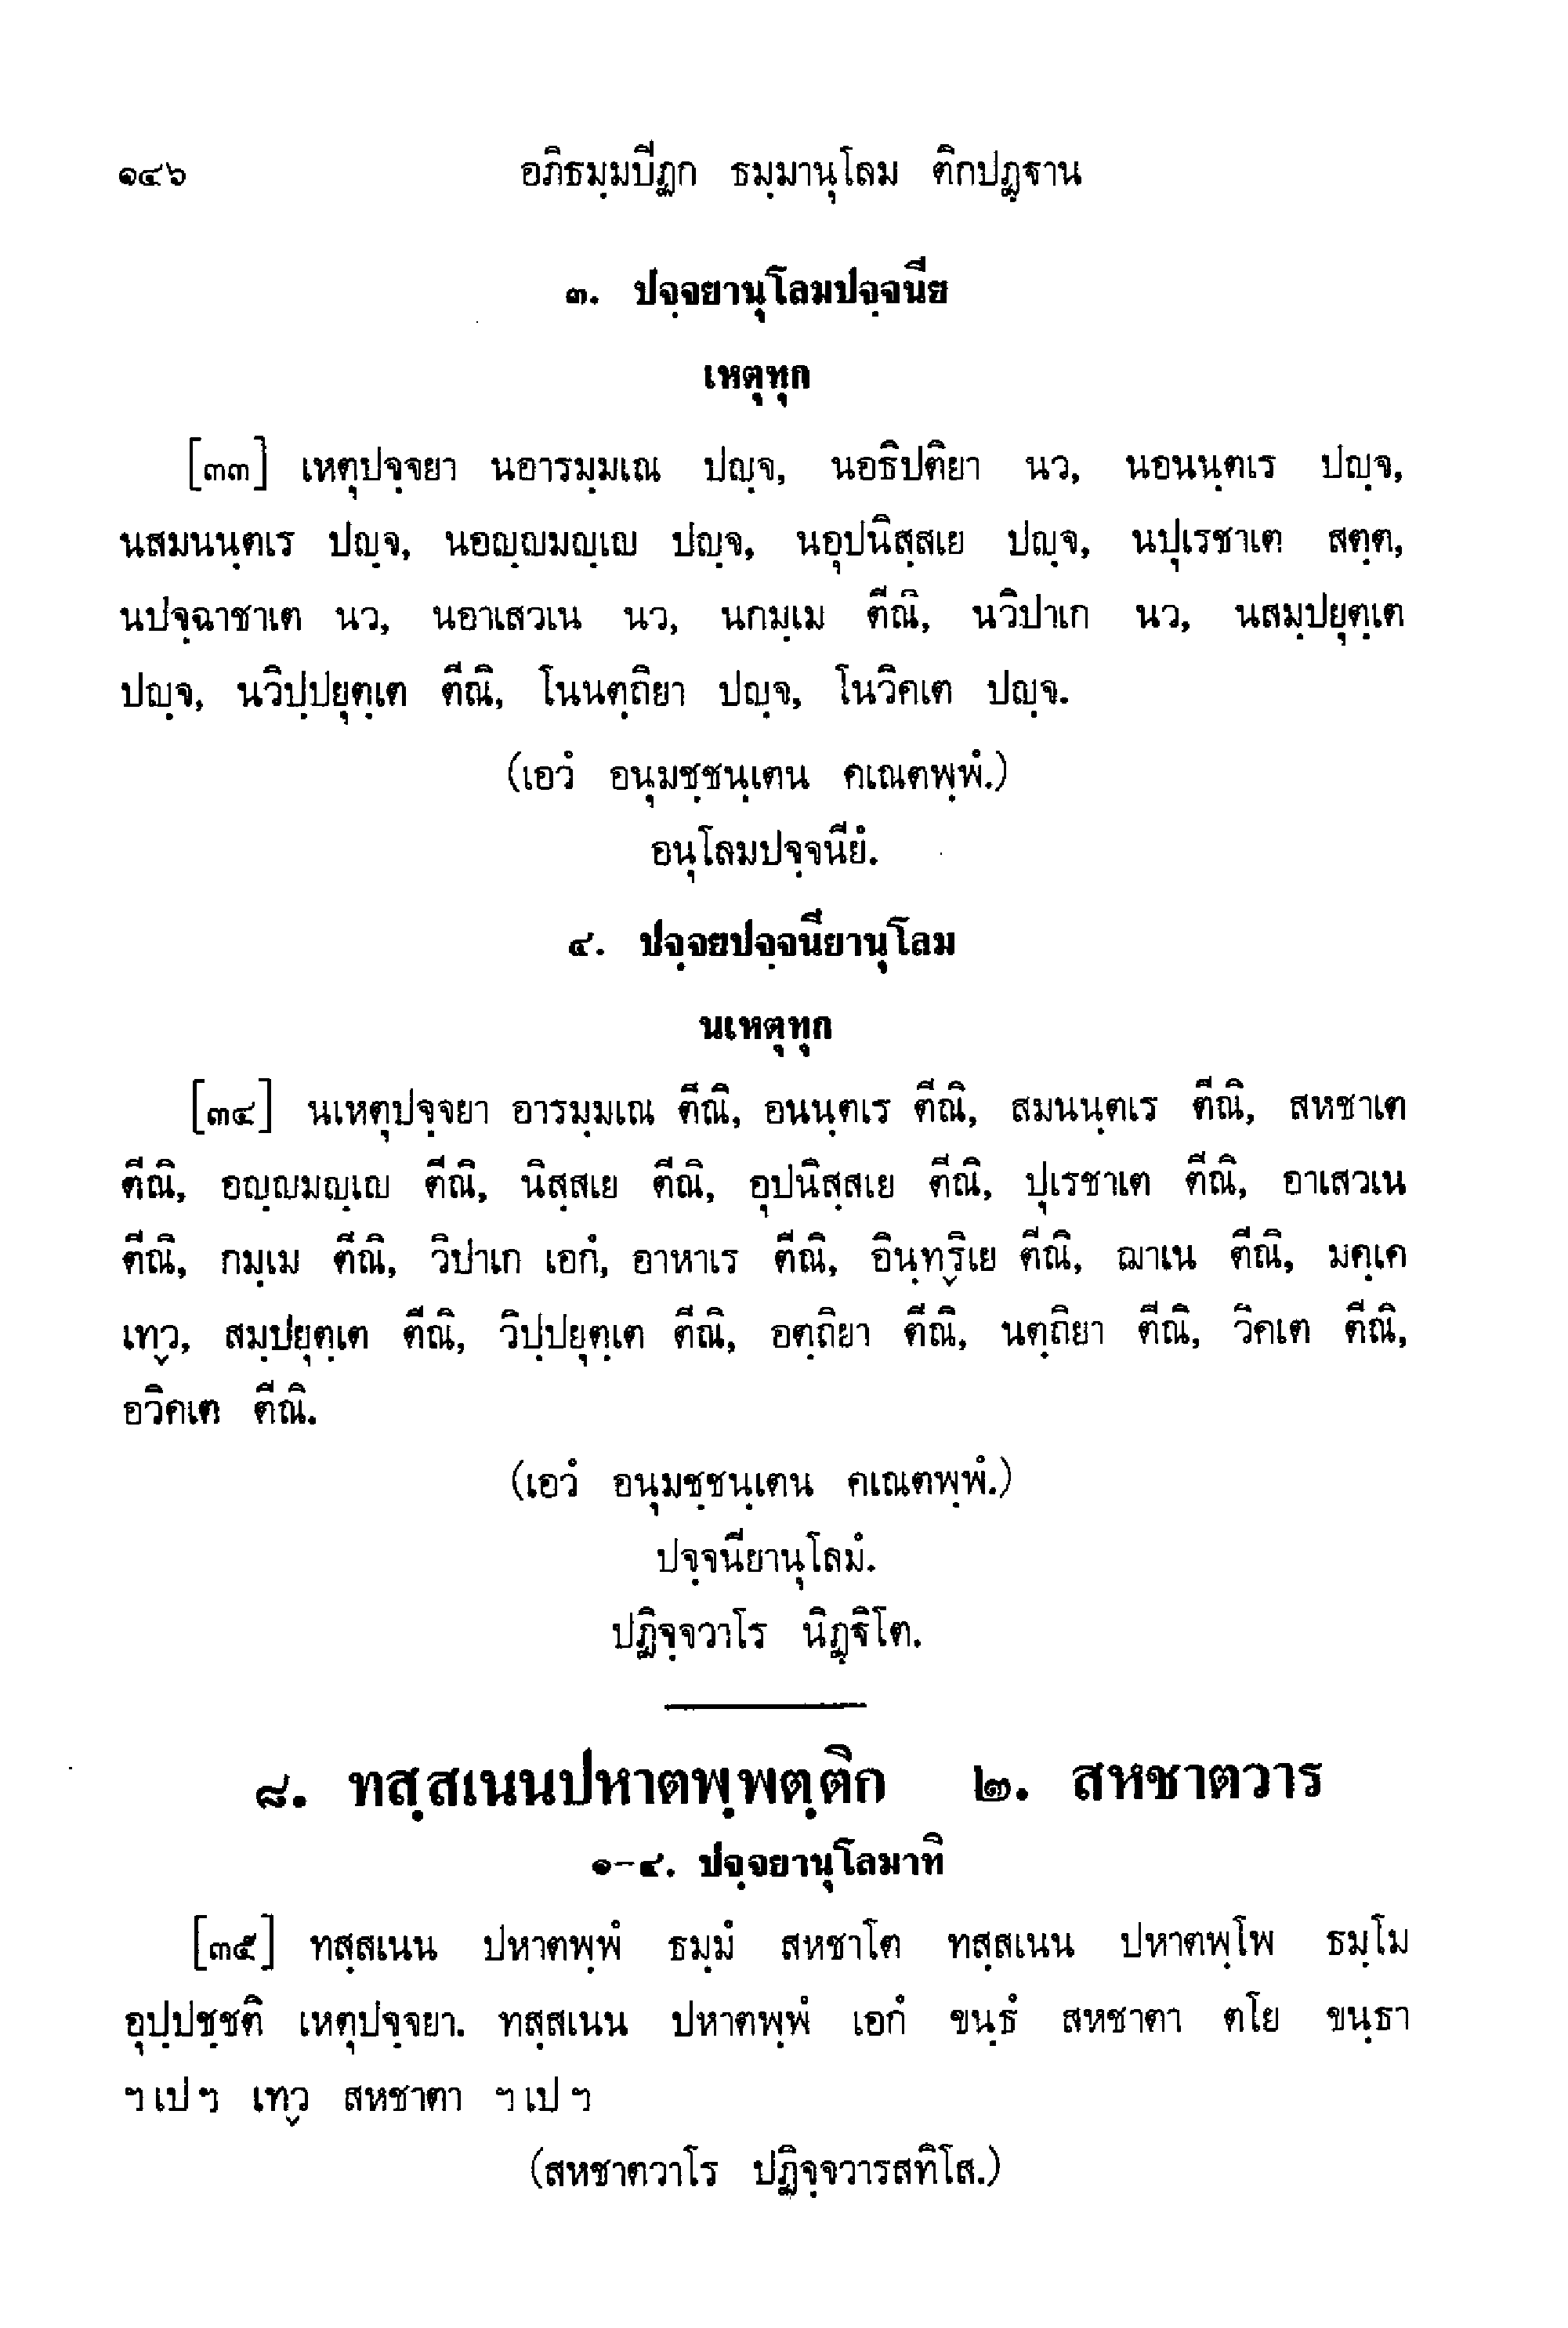 ๑๔๖ อภิธมฺมปีฏก ธมฺมานุโลม ติกปฏฺฐาน
๓. ปจฺจยานุโลมปจฺจนีย
เหตุทุก
[๓๓] เหตุปจฺจยา นอารมฺมเณ ปญฺจ, นอธิปติยา นว, นอนนฺตเร ปญฺจ,
นสมนนฺตเร ปญฺจ, นอญฺญมญฺเญ ปญฺจ, นอุปนิสฺสเย ปญฺจ, นปุเรชาเต สตฺต,
นปจฺฉาชาเต นว, นอาเสวเน นว, นกมฺเม ตีณิ, นวิปาเก นว, นสมฺปยุตฺเต
ปญฺจ, นวิปฺปยุตฺเต ตีณิ, โนนตฺถิยา ปญฺจ, โนวิคเต ปญฺจ.
(เอวํ อนุมชฺชนฺเตน คเณตพฺพํ.)
อนุโลมปจฺจนียํ.
๔. ปจฺจยปจฺจนียานุโลม
นเหตุทุก
[๓๔] นเหตุปจฺจยา อารมฺมเณ ตีณิ, อนนฺตเร ตีณิ, สมนนฺตเร ตีณิ, สหชาเต
ตีณิ, อญฺญมญฺเญ ตีณิ, นิสฺสเย ตีณิ, อุปนิสฺสเย ตีณิ, ปุเรชาเต ตีณิ, อาเสวเน
ตีณิ, กมฺเม ตีณิ, วิปาเก เอกํ, อาหาเร ตีณิ, อินฺทฺริเย ตีณิ, ฌาเน ตีณิ, มคฺเค
เทฺว, สมฺปยุตฺเต ตีณิ, วิปฺปยุตฺเต ตีณิ, อตฺถิยา ตีณิ, นตฺถิยา ตีณิ, วิคเต ตีณิ,
อวิคเต ตีณิ.
(เอวํ อนุมชฺชนฺเตน คเณตพฺพํ.)
ปจฺจนียานุโลมํ.
ปฏิจฺจวาโร นิฏฺฐิโต.
๘. ทสฺสเนนปหาตพฺพตฺติก ๒. สหชาตวาร
๑-๔. ปจฺจยานุโลมาทิ
[๓๕] ทสฺสเนน ปหาตพฺพํ ธมฺมํ สหชาโต ทสฺสเนน ปหาตพฺโพ ธมฺโม
อุปฺปชฺชติ เหตุปจฺจยา. ทสฺสเนน ปหาตพฺพํ เอกํ ขนฺธํ สหชาตา ตโย ขนฺธา
ฯ เป ฯ เทฺว สหชาตา ฯ เป ฯ
(สหชาตวาโร ปฏิจฺจวารสทิโส.)